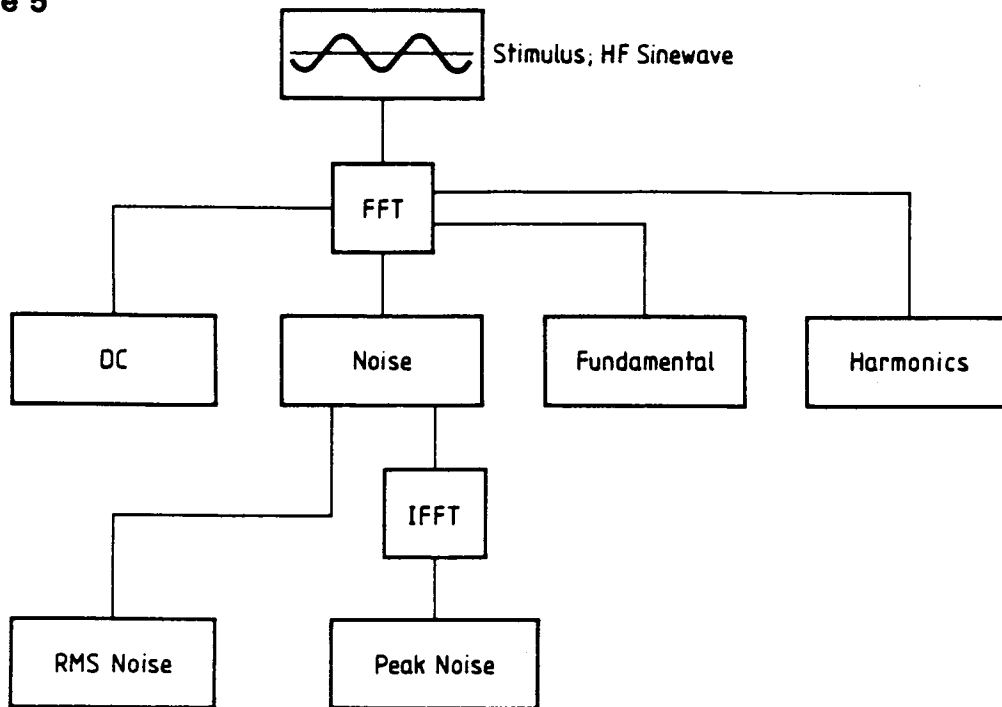 e 5
Stimulus; HF Sinewave
FFT
DC
Noise
Fundamental
Harmonics
IFFT
RMS Noise
Peak Noise